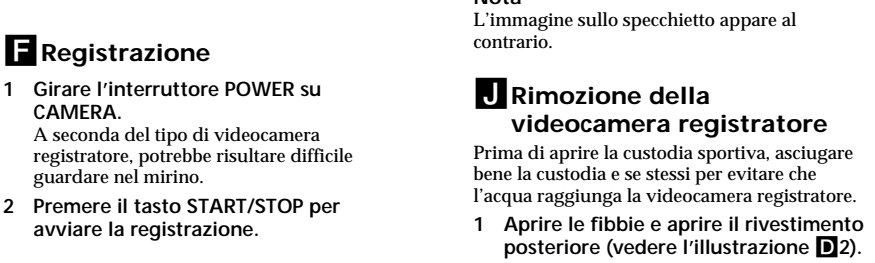 F Registrazione
1 Girare l'interruttore POWER su
CAMERA.
A seconda del tipo di videocamera
registratore, potrebbe risultare difficile
guardare nel mirino.
2 Premere il tasto START/STOP per
avviare la registrazione.
Nota
L'immagine sullo specchietto appare al
contrario.
J Rimozione della
videocamera registratore
Prima di aprire la custodia sportiva, asciugare
bene la custodia e se stessi per evitare che
l'acqua raggiunga la videocamera registratore.
1 Aprire le fibbie e aprire il rivestimento
posteriore (vedere l'illustrazione D2).